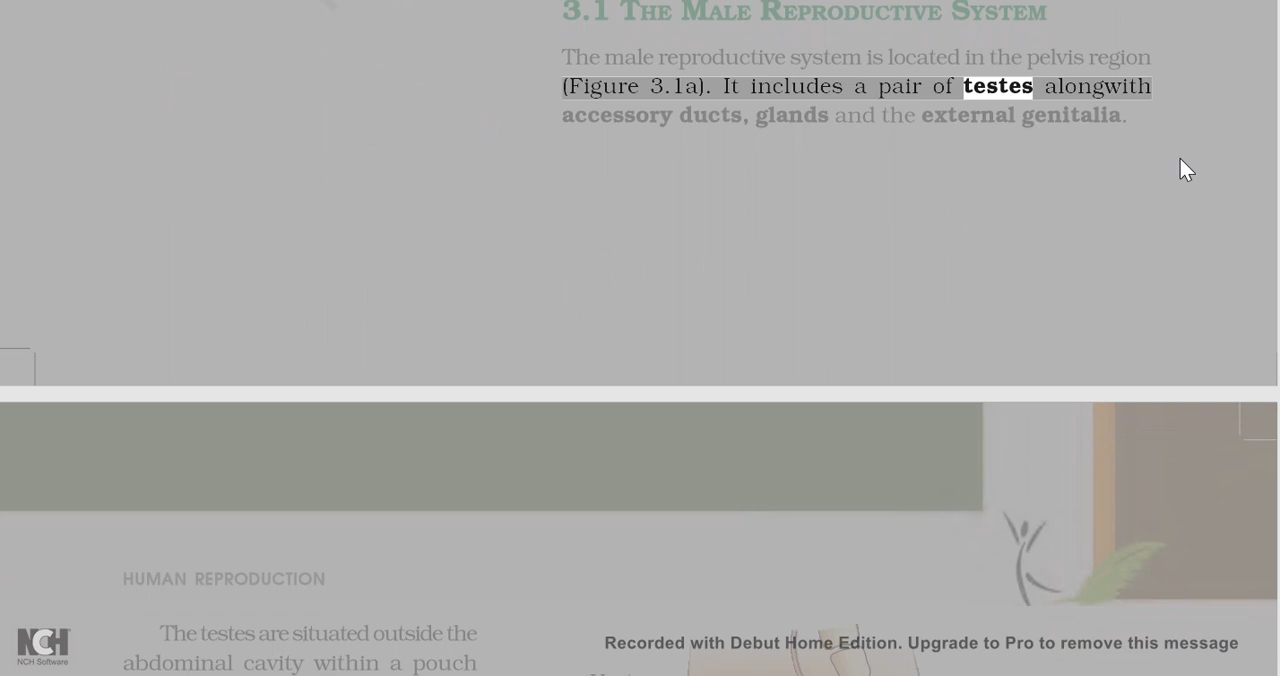 3.1 THE MALE REPRODUCTIVE SYSTEM
The male reproductive system is located in the pelvis region
(Figure 3.1a). It includes a pair of testes alongwith
accessory ducts, glands and the external genitalia.
HUMAN REPRODUCTION
The testes are situated outside the
abdominal cavity within a pouch
NCH
NCH Software
Recorded with Debut Home Edition. Upgrade to Pro to remove this message